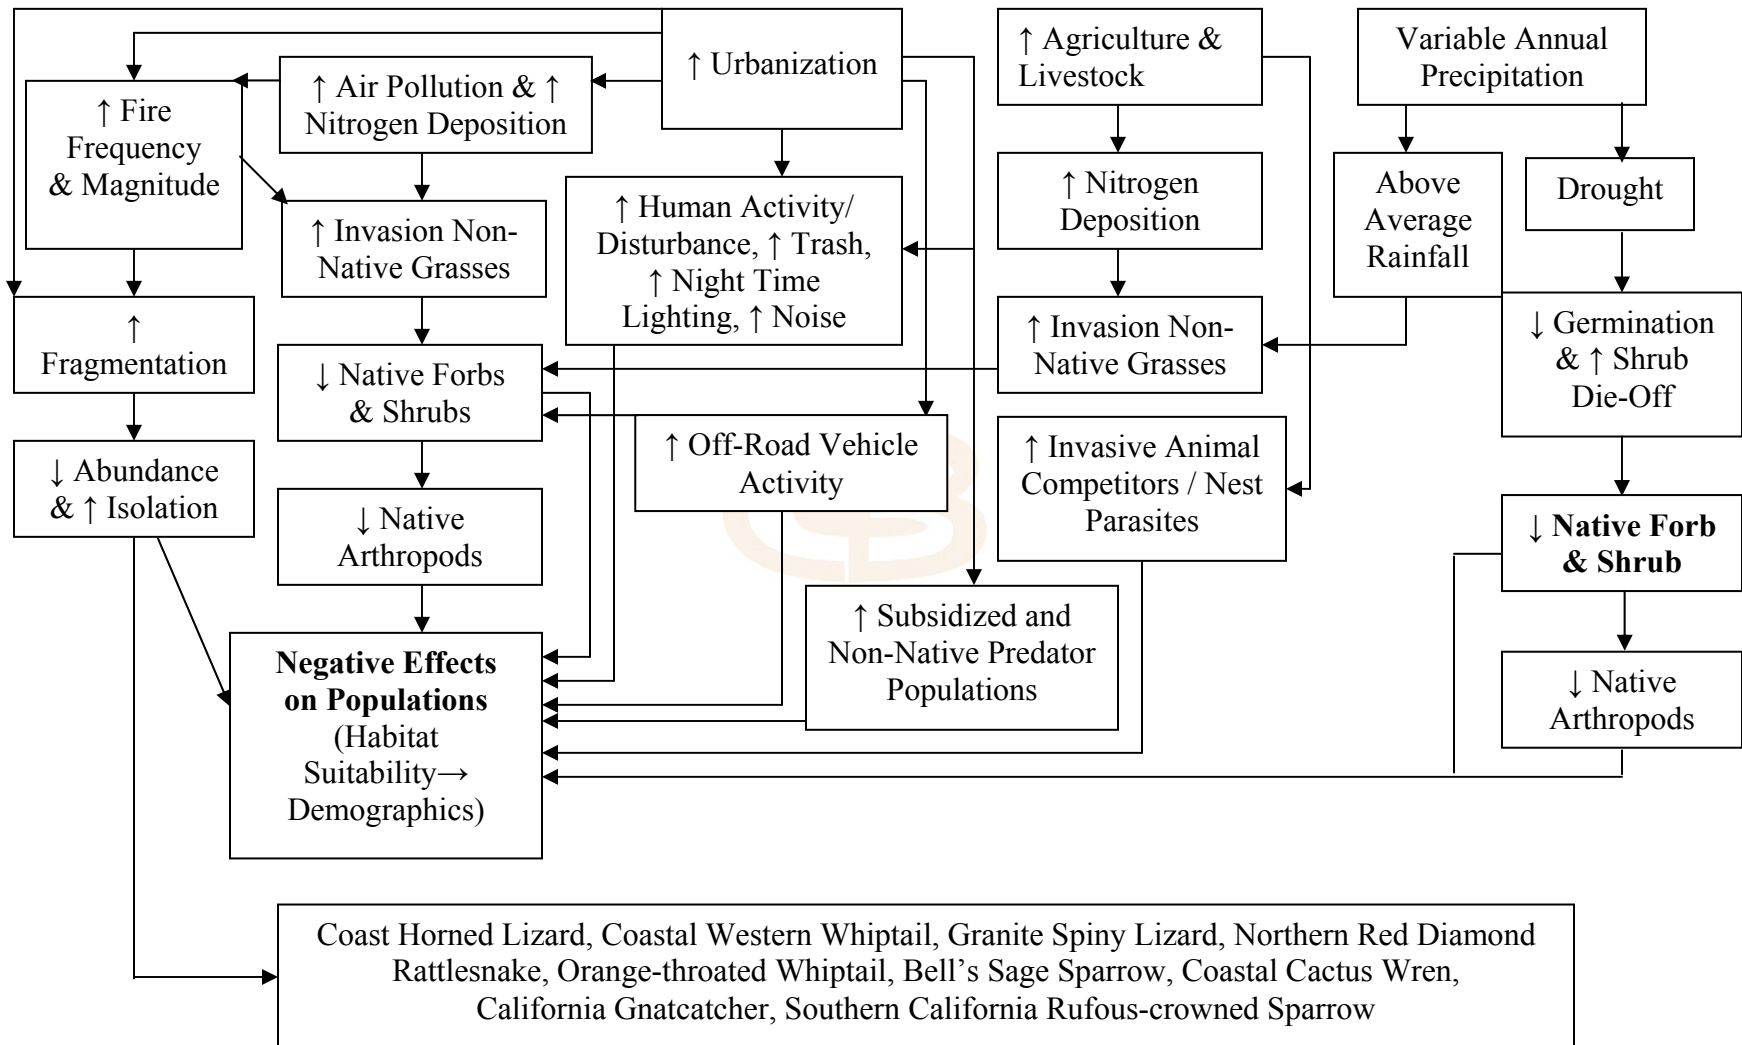 ↑ Urbanization
↑ Agriculture &
Livestock
Variable Annual
Precipitation
↑ Fire
Frequency
& Magnitude
↑ Air Pollution & ↑
Nitrogen Deposition
↑ Human Activity/
Disturbance, ↑ Trash,
↑ Night Time
Lighting, ↑ Noise
↑ Nitrogen
Deposition
Above
Average
Rainfall
Drought
↑ Invasion Non-
Native Grasses
↑
Fragmentation
↓ Native Forbs
& Shrubs
↑ Invasion Non-
Native Grasses
↓ Germination
& ↑ Shrub
Die-Off
↓ Abundance
& ↑ Isolation
↑ Off-Road Vehicle
Activity
↑ Invasive Animal
Competitors / Nest
Parasites
↓ Native
Arthropods
↓ Native Forb
& Shrub
↑ Subsidized and
Non-Native Predator
Populations
↓ Native
Arthropods
Negative Effects
on Populations
(Habitat
Suitability→
Demographics)
Coast Horned Lizard, Coastal Western Whiptail, Granite Spiny Lizard, Northern Red Diamond
Rattlesnake, Orange-throated Whiptail, Bell’s Sage Sparrow, Coastal Cactus Wren,
California Gnatcatcher, Southern California Rufous-crowned Sparrow